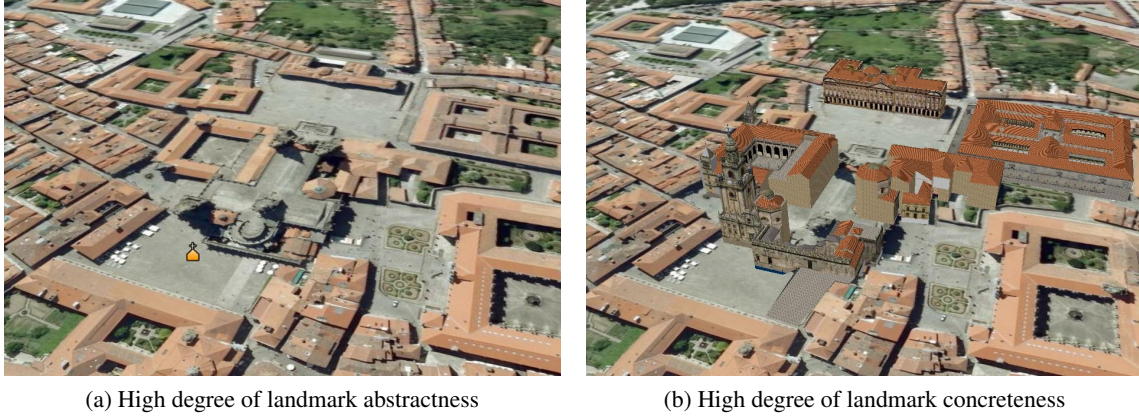 (a) High degree of landmark abstractness
(b) High degree of landmark concreteness